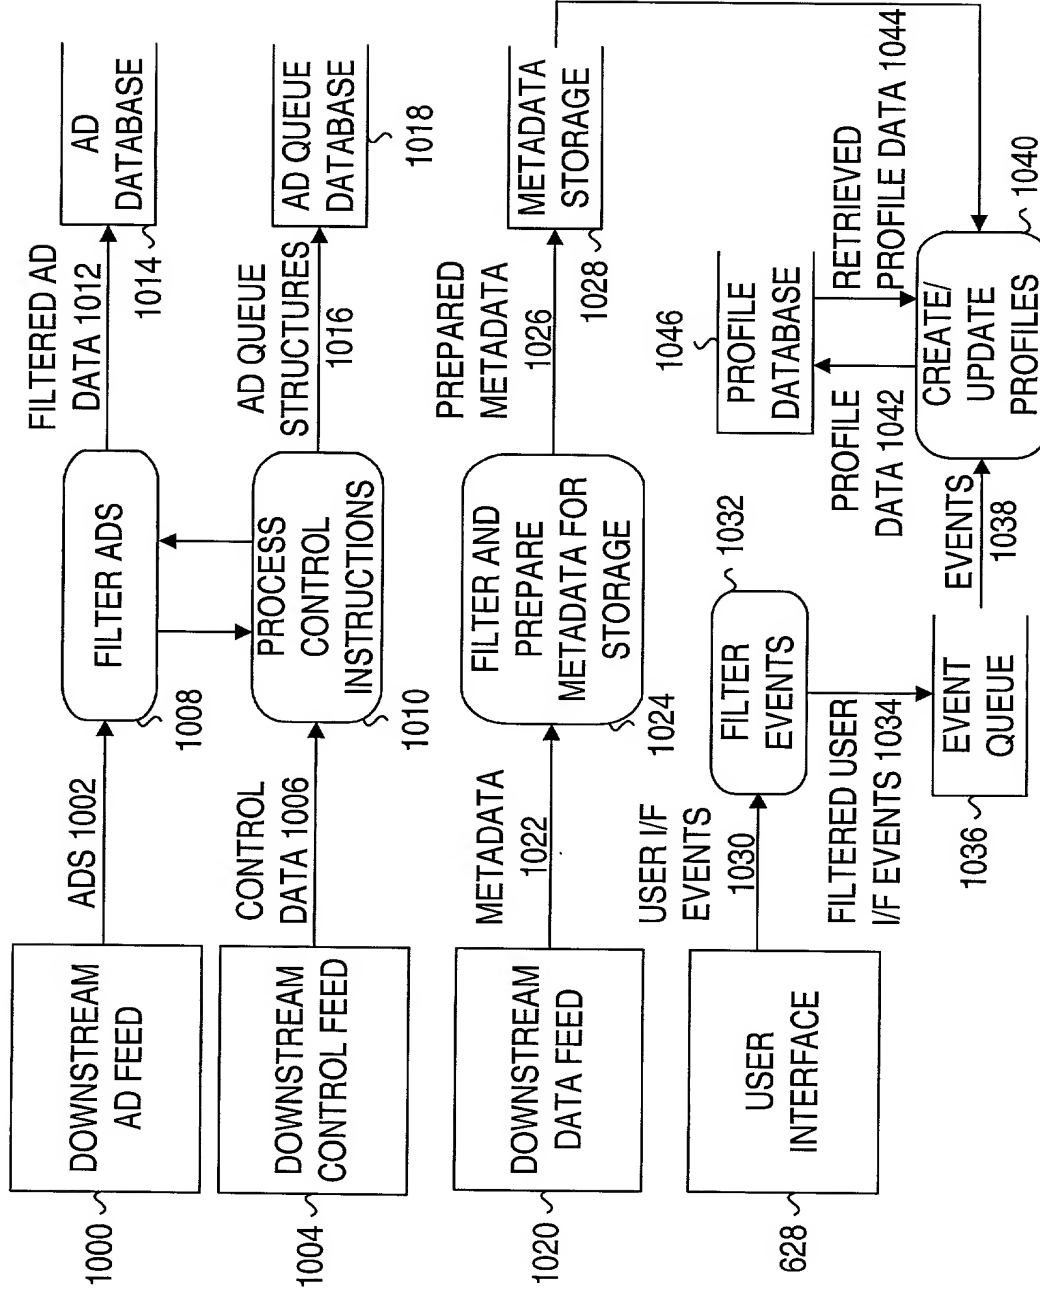 DOWNSTREAM
AD FEED
1000
ADS 1002
FILTER ADS
1008
FILTERED AD
DATA 1012
AD
DATABASE
1014
DOWNSTREAM
CONTROL FEED
1004
CONTROL
DATA 1006
PROCESS
CONTROL
INSTRUCTIONS
1010
AD QUEUE
STRUCTURES
1016
AD QUEUE
DATABASE
1018
DOWNSTREAM
DATA FEED
1020
METADATA
1022
FILTER AND
PREPARE
METADATA FOR
STORAGE
1024
PREPARED
METADATA
1026
METADATA
STORAGE
1028
USER
INTERFACE
628
USER I/F
EVENTS
1030
FILTER
EVENTS
1032
FILTERED USER
I/F EVENTS 1034
EVENT
QUEUE
1036
EVENTS
1038
PROFILE
DATABASE
1046
PROFILE
DATA 1042
RETRIEVED
PROFILE DATA 1044
CREATE/
UPDATE
PROFILES
1040